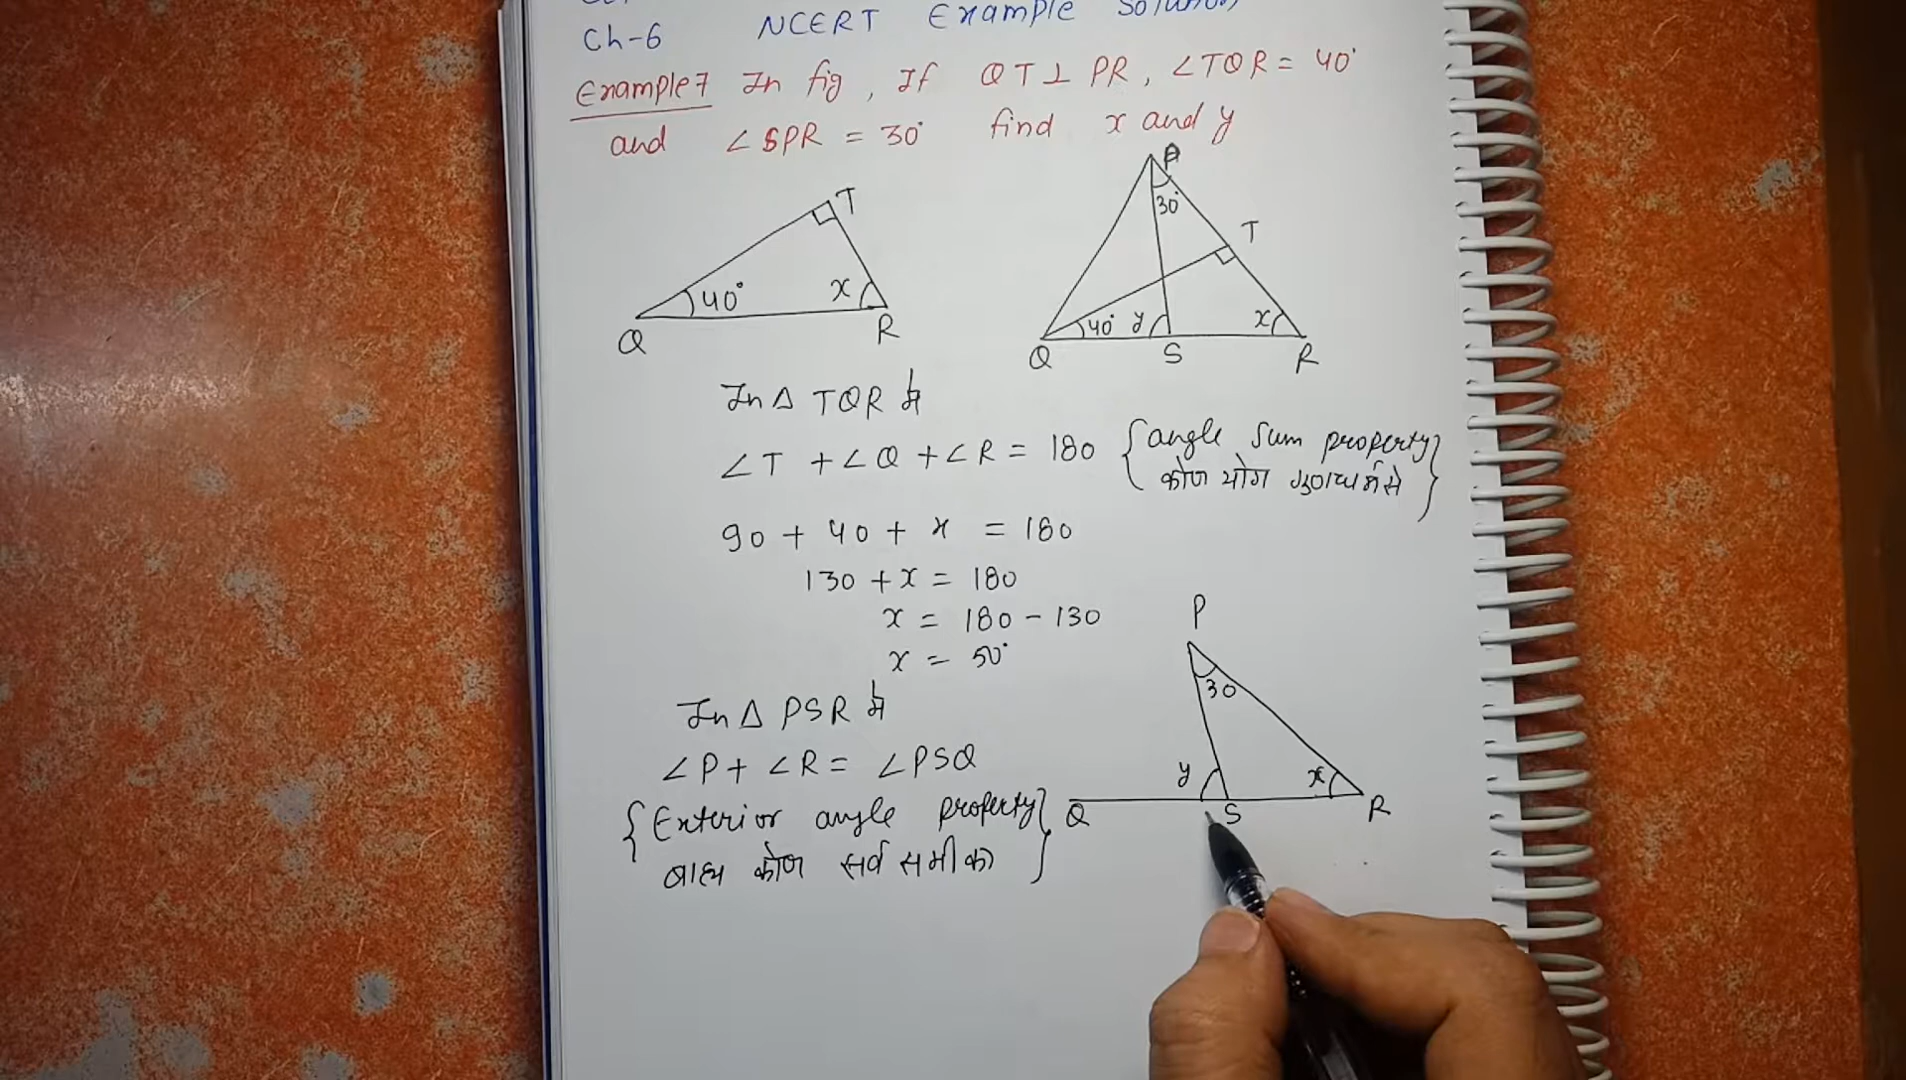 Ch-6 NCERT Example Solution
Example 7 In fig, If QT ⊥ PR, ∠TQR = 40°
and ∠SPR = 30° find x and y
T
40°
x
Q
R
P
30°
T
40°
y
x
Q
S
R
In Δ TQR में
∠T + ∠Q + ∠R = 180 {angle sum property
कोण योग गुणधर्म से}
90 + 40 + x = 180
130 + x = 180
x = 180 - 130
x = 50°
In Δ PSR में
∠P + ∠R = ∠PSQ
{Exterior angle property
बाह्य कोण सर्वसमीका}
P
30
y
x
Q
S
R